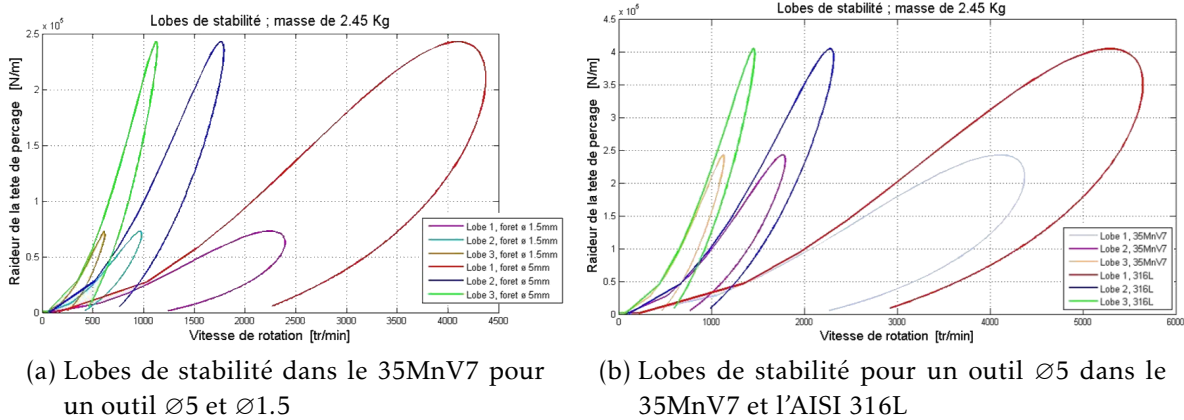 Lobes de stabilité ; masse de 2.45 Kg
x 10^5
2.5
2
1.5
1
0.5
0
Raideur de la tete de percage [N/m]
0 500 1000 1500 2000 2500 3000 3500 4000 4500
Vitesse de rotation [tr/min]
Lobe 1, foret ø 1.5mm
Lobe 2, foret ø 1.5mm
Lobe 3, foret ø 1.5mm
Lobe 1, foret ø 5mm
Lobe 2, foret ø 5mm
Lobe 3, foret ø 5mm
(a) Lobes de stabilité dans le 35MnV7 pour
un outil ∅5 et ∅1.5
Lobes de stabilité ; masse de 2.45 Kg
x 10^5
4.5
4
3.5
3
2.5
2
1.5
1
0.5
0
Raideur de la tete de percage [N/m]
0 1000 2000 3000 4000 5000 6000
Vitesse de rotation [tr/min]
Lobe 1, 35MnV7
Lobe 2, 35MnV7
Lobe 3, 35MnV7
Lobe 1, 316L
Lobe 2, 316L
Lobe 3, 316L
(b) Lobes de stabilité pour un outil ∅5 dans le
35MnV7 et l'AISI 316L